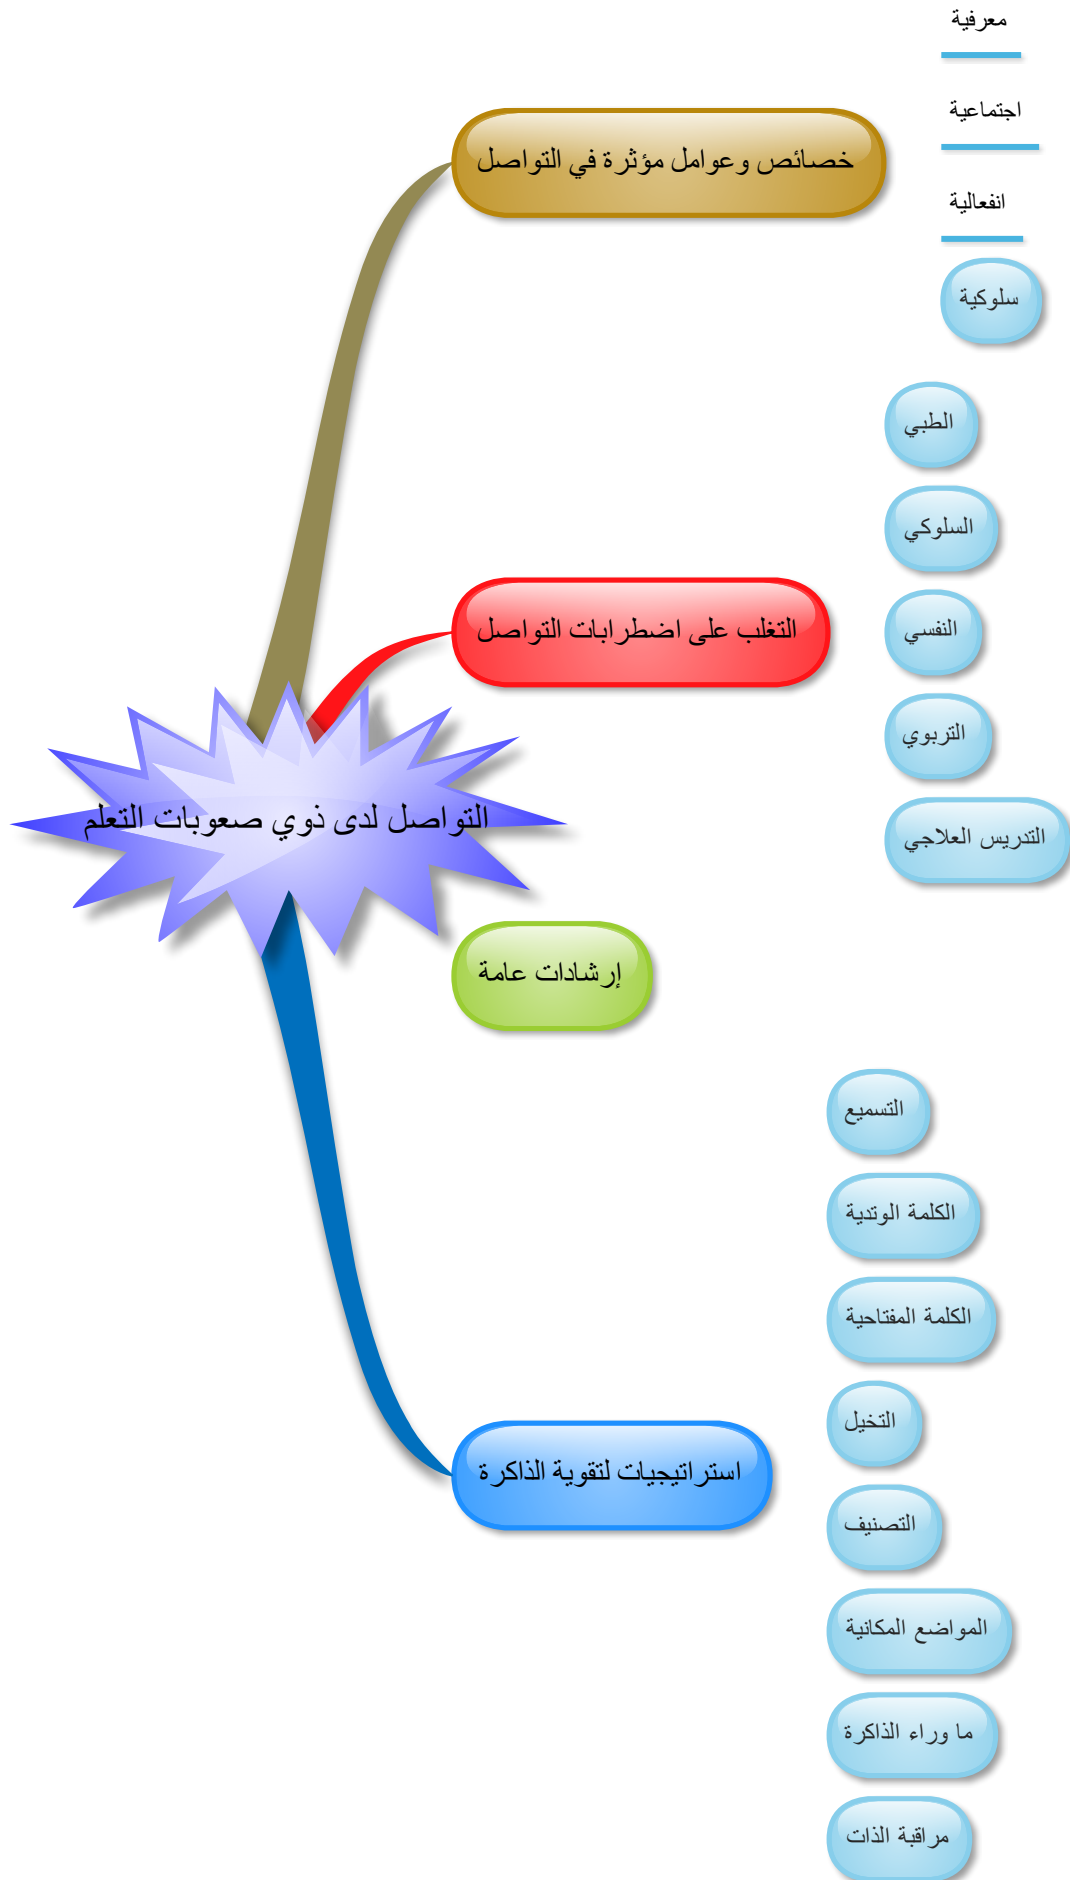 معرفية
اجتماعية
خصائص وعوامل مؤثرة في التواصل
انفعالية
سلوكية
الطبي
السلوكي
التغلب على اضطرابات التواصل
النفسي
التربوي
التواصل لدى ذوي صعوبات التعلم
التدريس العلاجي
إرشادات عامة
التسميع
الكلمة الوتدية
الكلمة المفتاحية
التخيل
استراتيجيات لتقوية الذاكرة
التصنيف
المواضع المكانية
ما وراء الذاكرة
مراقبة الذات